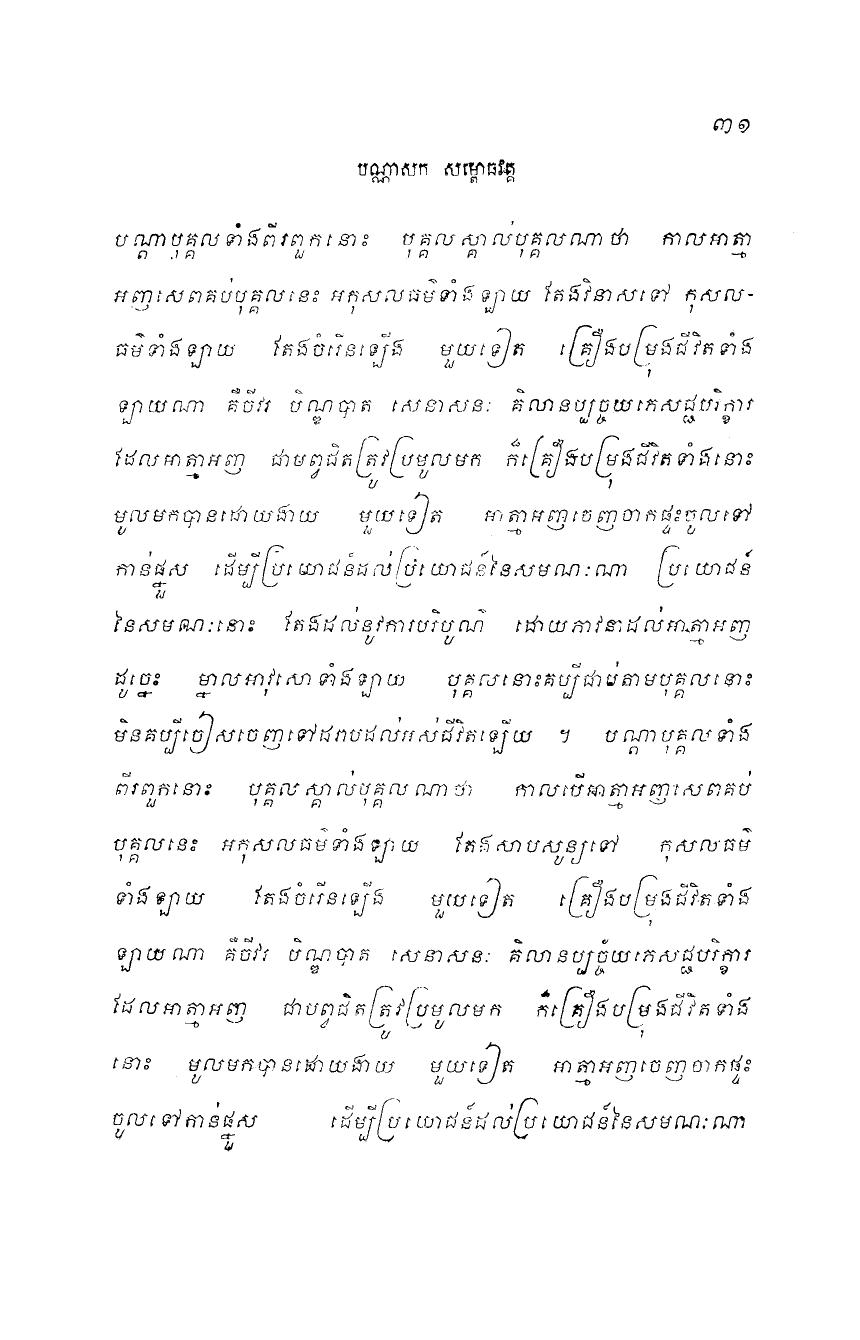 ៣១
បណ្ណាសក សម្ពោធវគ្គ
បណ្តាបុគ្គលទាំងពីរពួកនោះ បុគ្គលស្គាល់បុគ្គលណាថា កាលអាត្មា
អញសេពគប់បុគ្គលនេះ អកុសលធម៌ទាំងឡាយ តែងវិនាសទៅ កុសល-
ធម៌ទាំងឡាយ តែងចំរើនឡើង មួយទៀត គ្រឿងបម្រុងជីវិតទាំង
ឡាយណា គឺចីវរ បិណ្ឌបាត សេនាសនៈ គិលានប្បច្ចយភេសជ្ជបរិក្ខារ
ដែលអាត្មាអញ ជាបព្វជិតត្រូវប្រមូលមក ក៏គ្រឿងបម្រុងជីវិតទាំងនោះ
មូលមកបានដោយងាយ មួយទៀត អាត្មាអញចេញចាកផ្ទះចូលទៅ
កាន់ផ្នួស ដើម្បីប្រយោជន៍ដល់ប្រយោជន៍នៃសមណៈណា ប្រយោជន៍
នៃសមណៈនោះ តែងដល់នូវការបរិបូណ៌ ដោយភាវនាដល់អាត្មាអញ
ដូច្នេះ ម្នាលអាវុសោទាំងឡាយ បុគ្គលនោះគប្បីជាប់តាមបុគ្គលនោះ
មិនគប្បីចៀសចេញទៅដរាបដល់អស់ជីវិតឡើយ ។ បណ្តាបុគ្គលទាំង
ពីរពួកនោះ បុគ្គលស្គាល់បុគ្គលណាថា កាលបើអាត្មាអញសេពគប់
បុគ្គលនេះ អកុសលធម៌ទាំងឡាយ តែងសាបសូន្យទៅ កុសលធម៌
ទាំងឡាយ តែងចំរើនឡើង មួយទៀត គ្រឿងបម្រុងជីវិតទាំង
ឡាយណា គឺចីវរ បិណ្ឌបាត សេនាសនៈ គិលានប្បច្ច័យភេសជ្ជបរិក្ខារ
ដែលអាត្មាអញ ជាបព្វជិតត្រូវប្រមូលមក ក៏គ្រឿងបម្រុងជីវិតទាំង
នោះ មូលមកបានដោយងាយ មួយទៀត អាត្មាអញចេញចាកផ្ទះ
ចូលទៅកាន់ផ្នួស ដើម្បីប្រយោជន៍ដល់ប្រយោជន៍នៃសមណៈណា